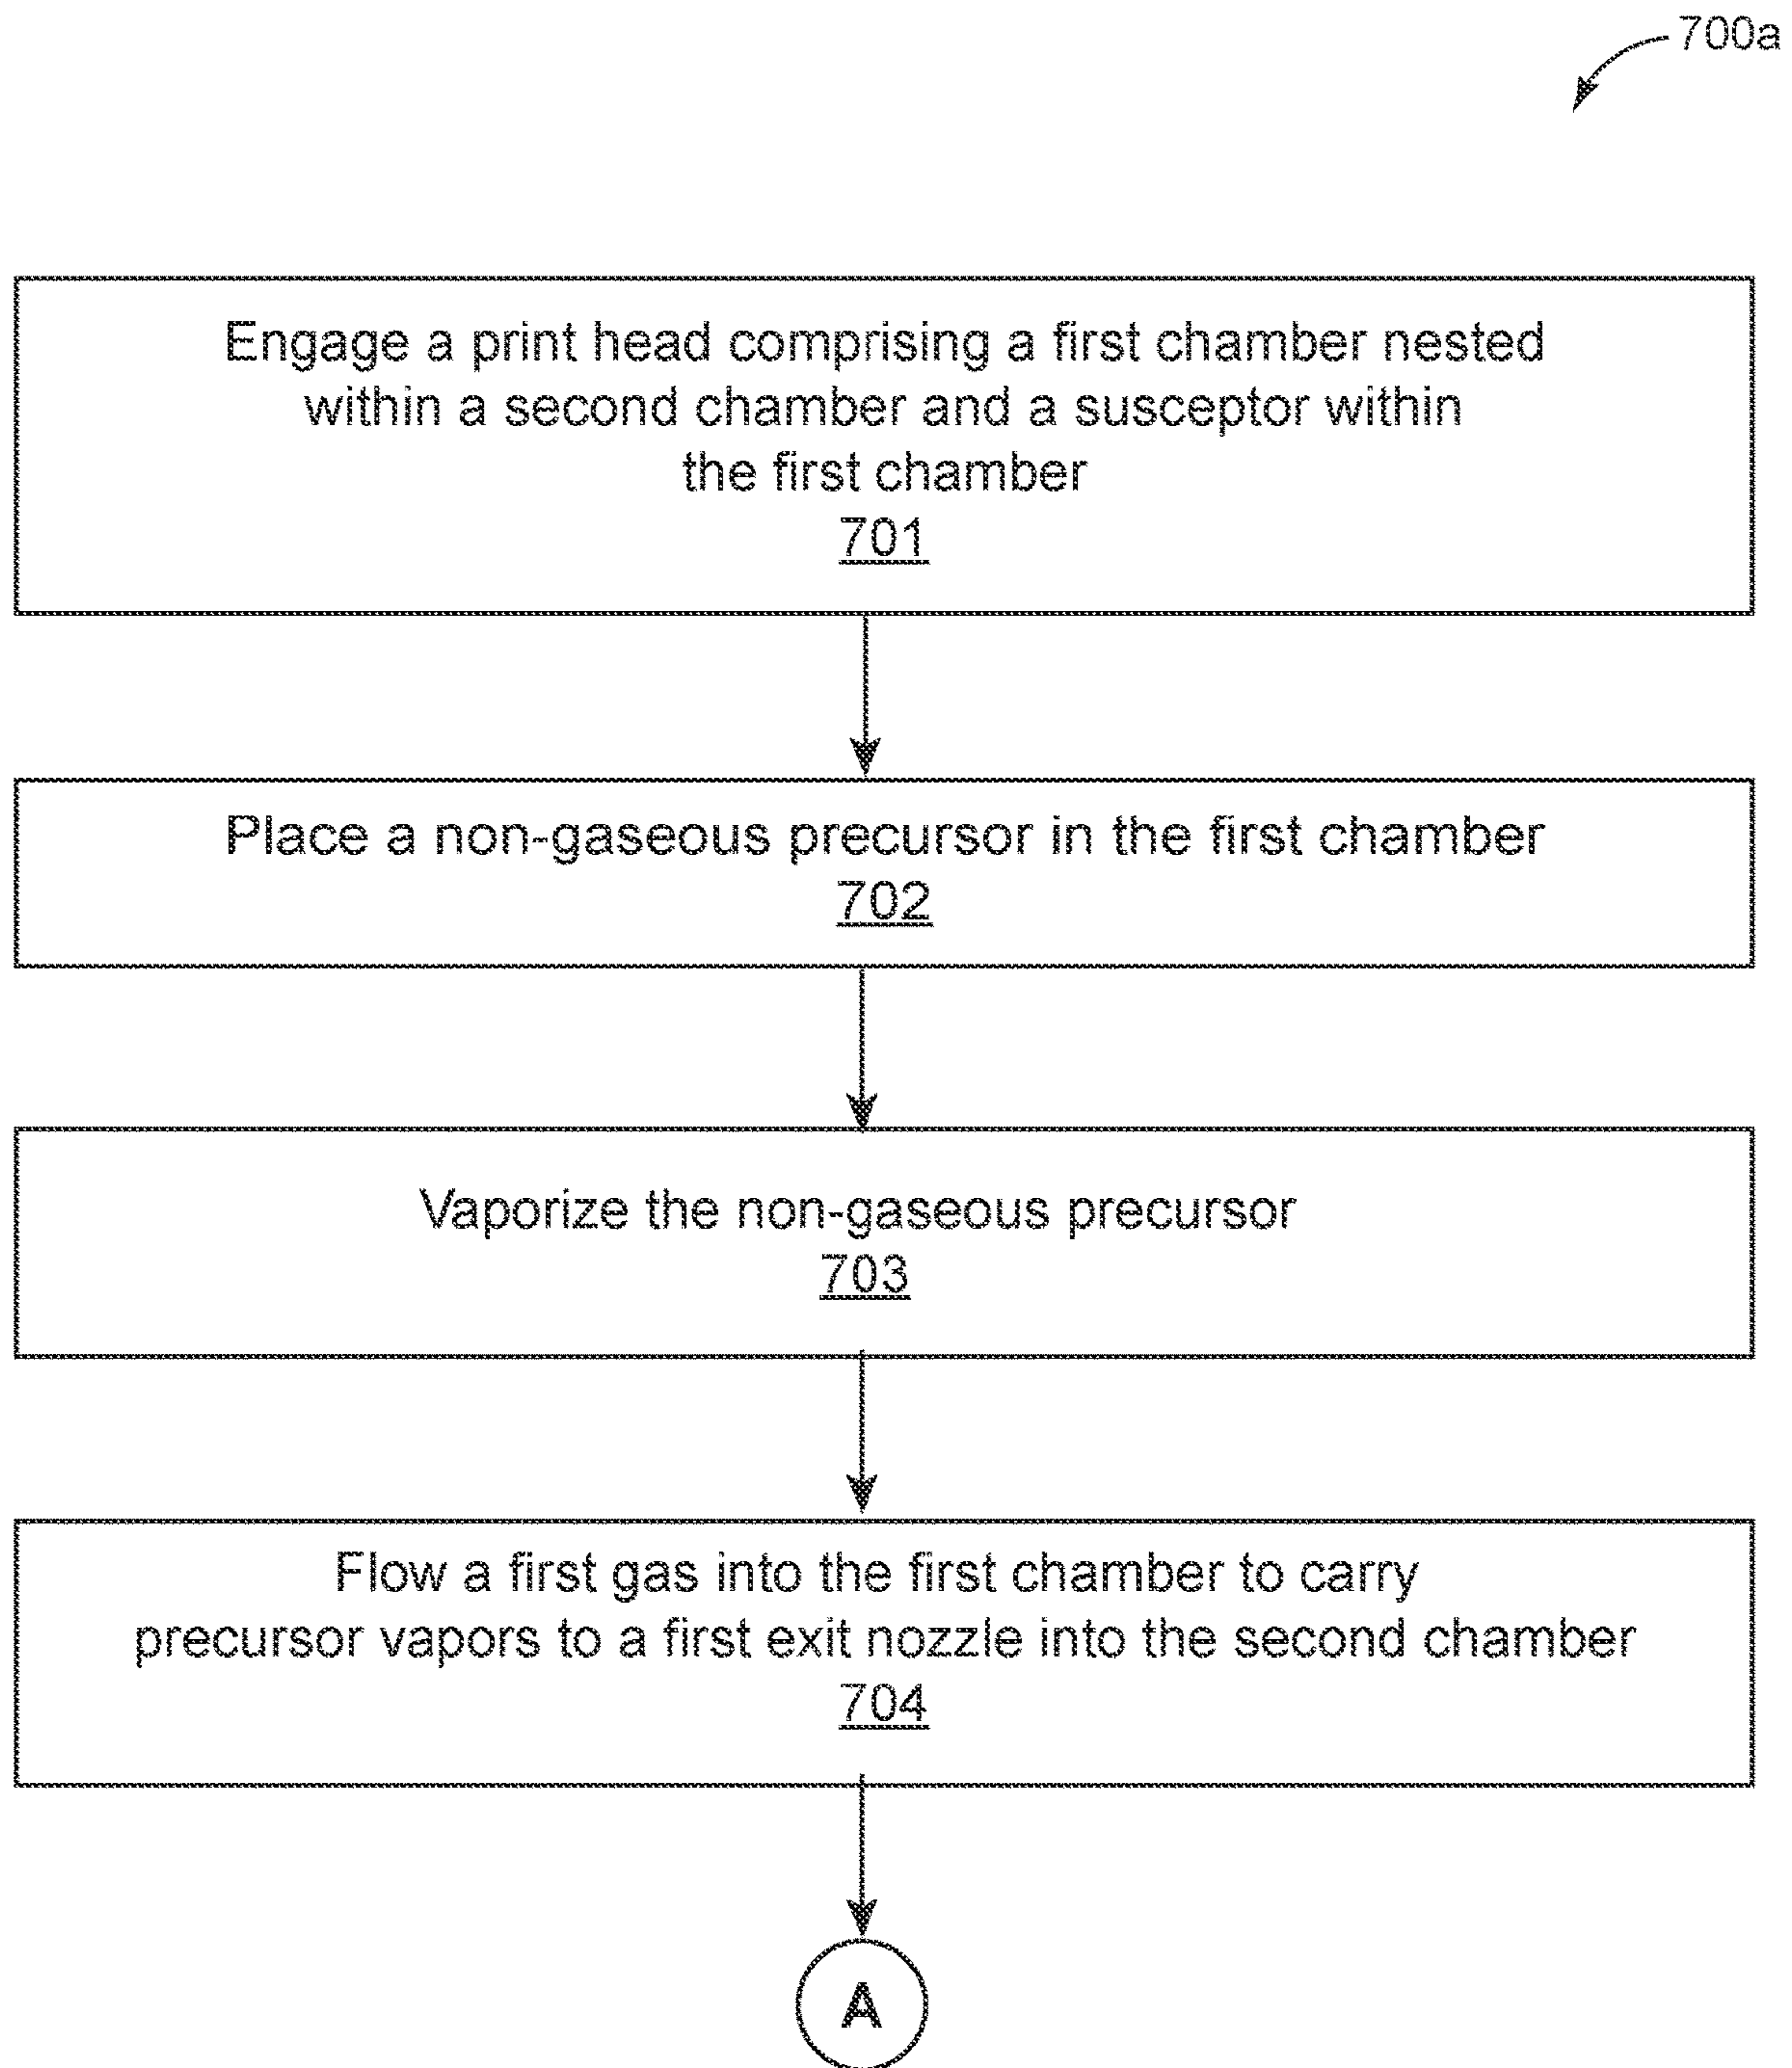 700a
Engage a print head comprising a first chamber nested
within a second chamber and a susceptor within
the first chamber
701
Place a non-gaseous precursor in the first chamber
702
Vaporize the non-gaseous precursor
703
Flow a first gas into the first chamber to carry
precursor vapors to a first exit nozzle into the second chamber
704
A